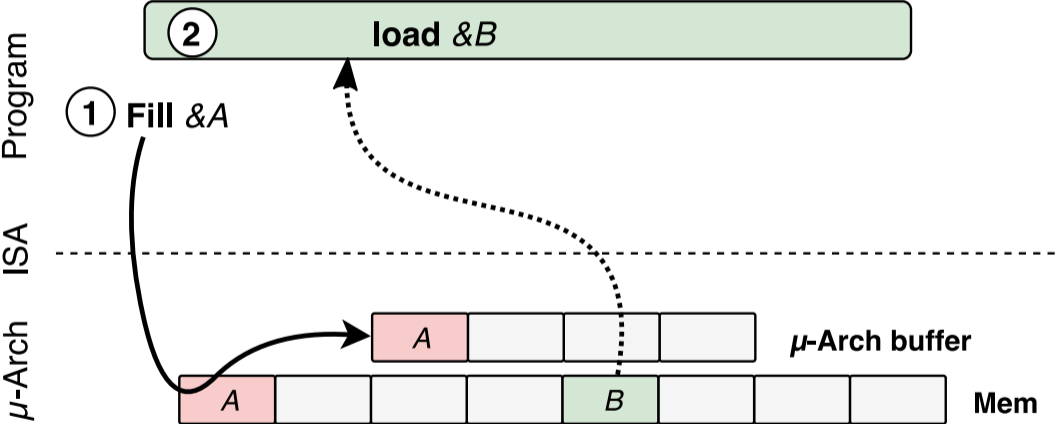 2 load &B
1 Fill &A
Program
ISA
μ-Arch
A
μ-Arch buffer
A B
Mem